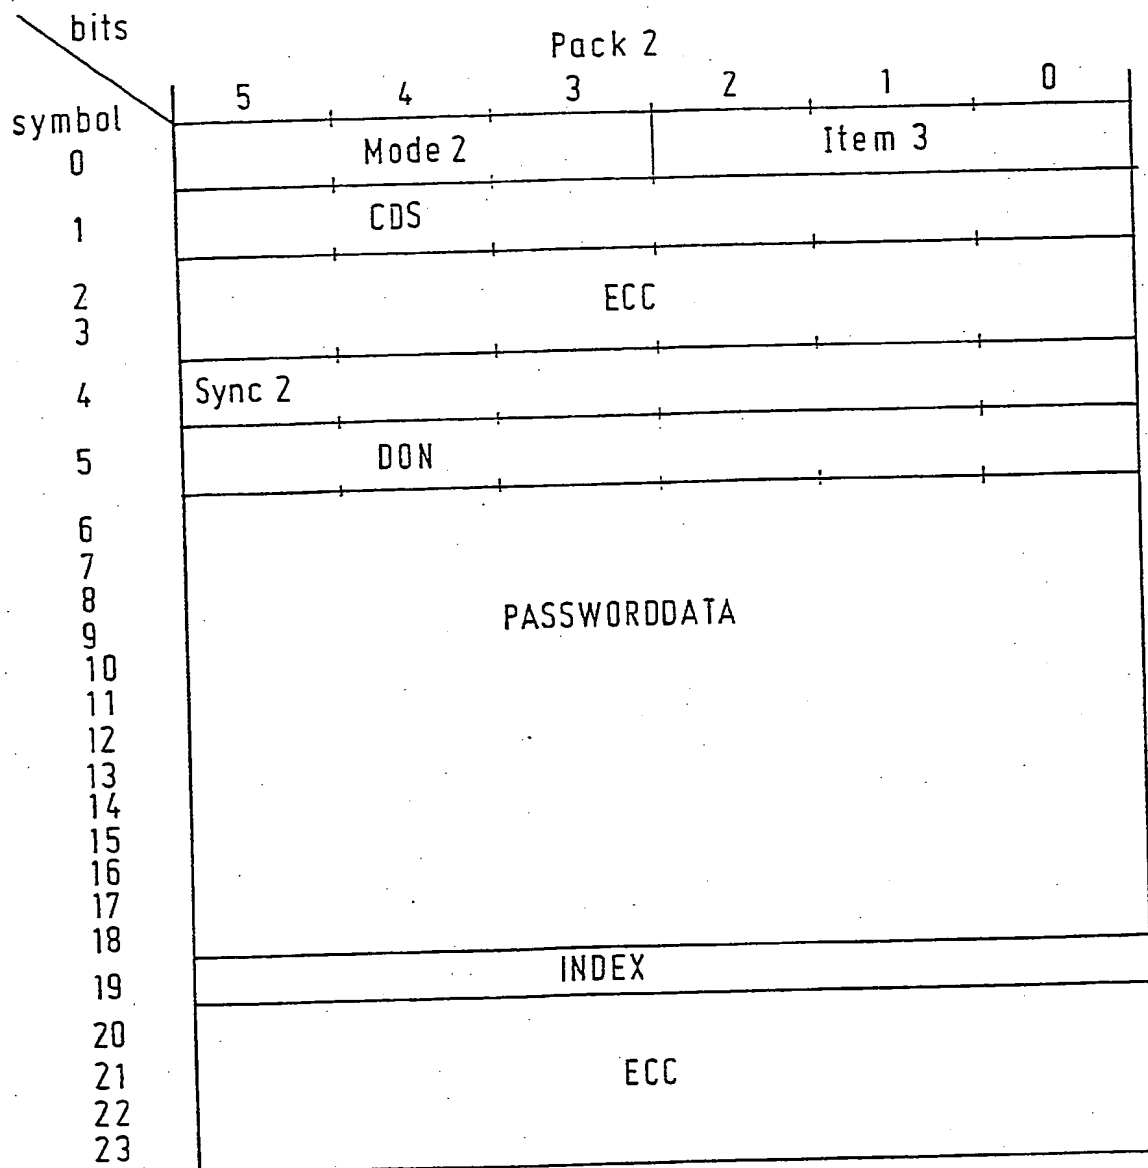 bits
Pack 2
5 4 3 2 1 0
symbol
0 Mode 2 Item 3
1 CDS
2
ECC
3
4 Sync 2
5 DON
6
7
8
PASSWORDDATA
9
10
11
12
13
14
15
16
17
18
19 INDEX
20
21 ECC
22
23